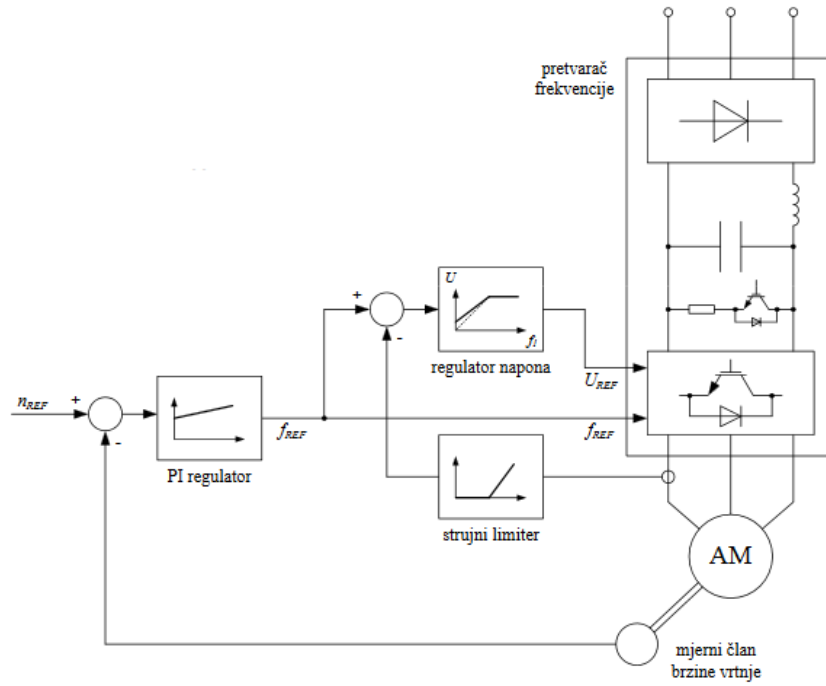 pretvarač
frekvencije
+
-
U
f₁
regulator napona
U_REF
n_REF
+
-
PI regulator
f_REF
f_REF
strujni limiter
AM
mjerni član
brzine vrtnje